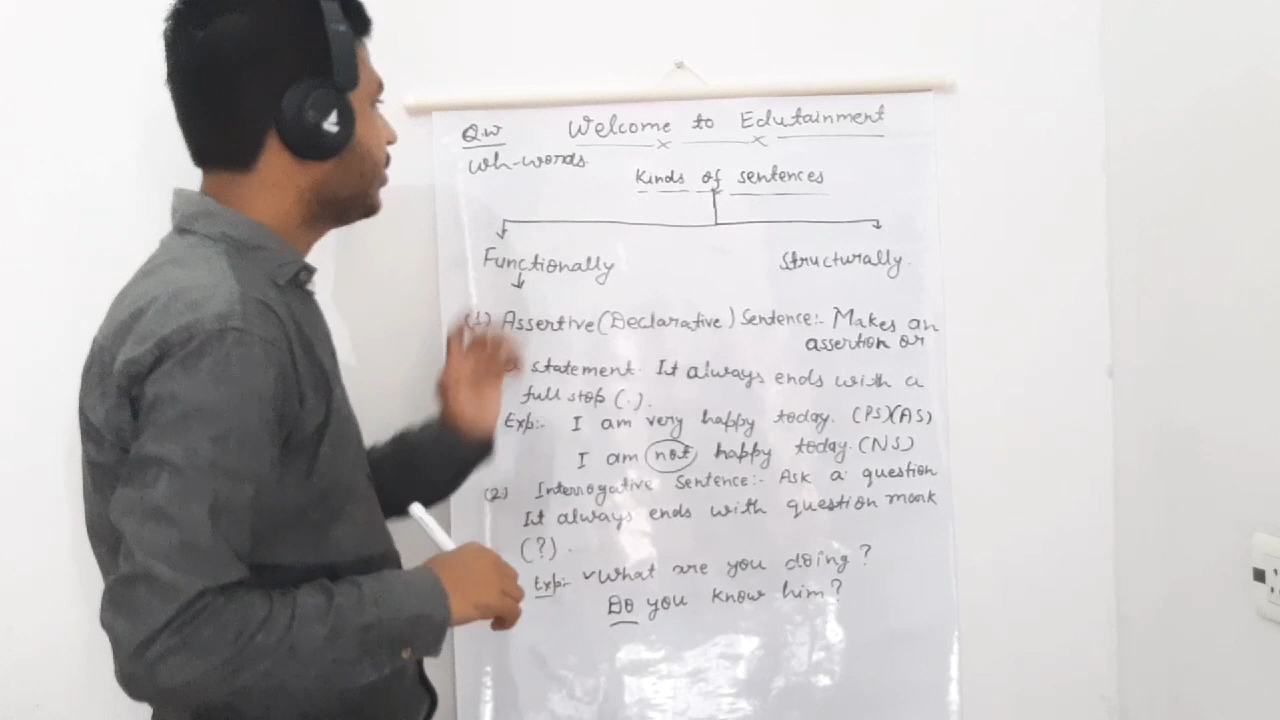 Q.W
Wh-words.
Welcome to Edutainment
Kinds of sentences
Functionally
Structurally.
(1) Assertive (Declarative) Sentence:- Makes an
assertion or
a statement. It always ends with a
full stop (.).
Exp:- I am very happy today. (PS)(AS)
I am not happy today. (NS)
(2) Interrogative Sentence:- Ask a question
It always ends with question mark
(?).
Exp:- ✓What are you doing?
Do you know him?